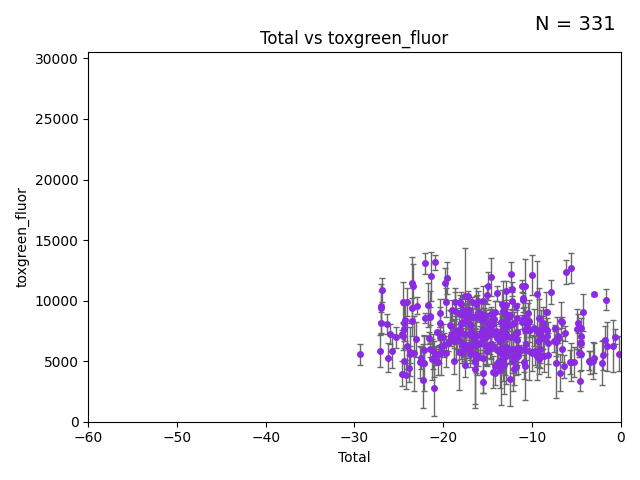 N = 331
Total vs toxgreen_fluor
30000
25000
20000
15000
10000
5000
0
toxgreen_fluor
−60 −50 −40 −30 −20 −10 0
Total